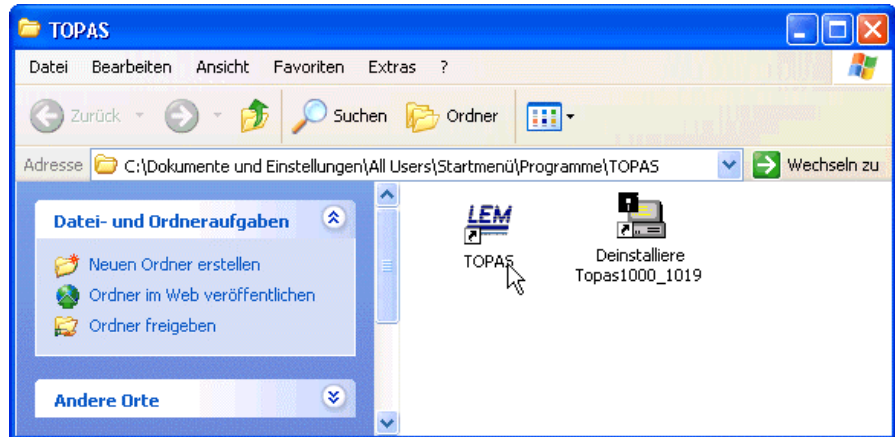 TOPAS
Datei Bearbeiten Ansicht Favoriten Extras ?
Zurück Suchen Ordner
Adresse C:\Dokumente und Einstellungen\All Users\Startmenü\Programme\TOPAS Wechseln zu
Datei- und Ordneraufgaben
Neuen Ordner erstellen
Ordner im Web veröffentlichen
Ordner freigeben
Andere Orte
LEM
TOPAS
Deinstalliere
Topas1000_1019